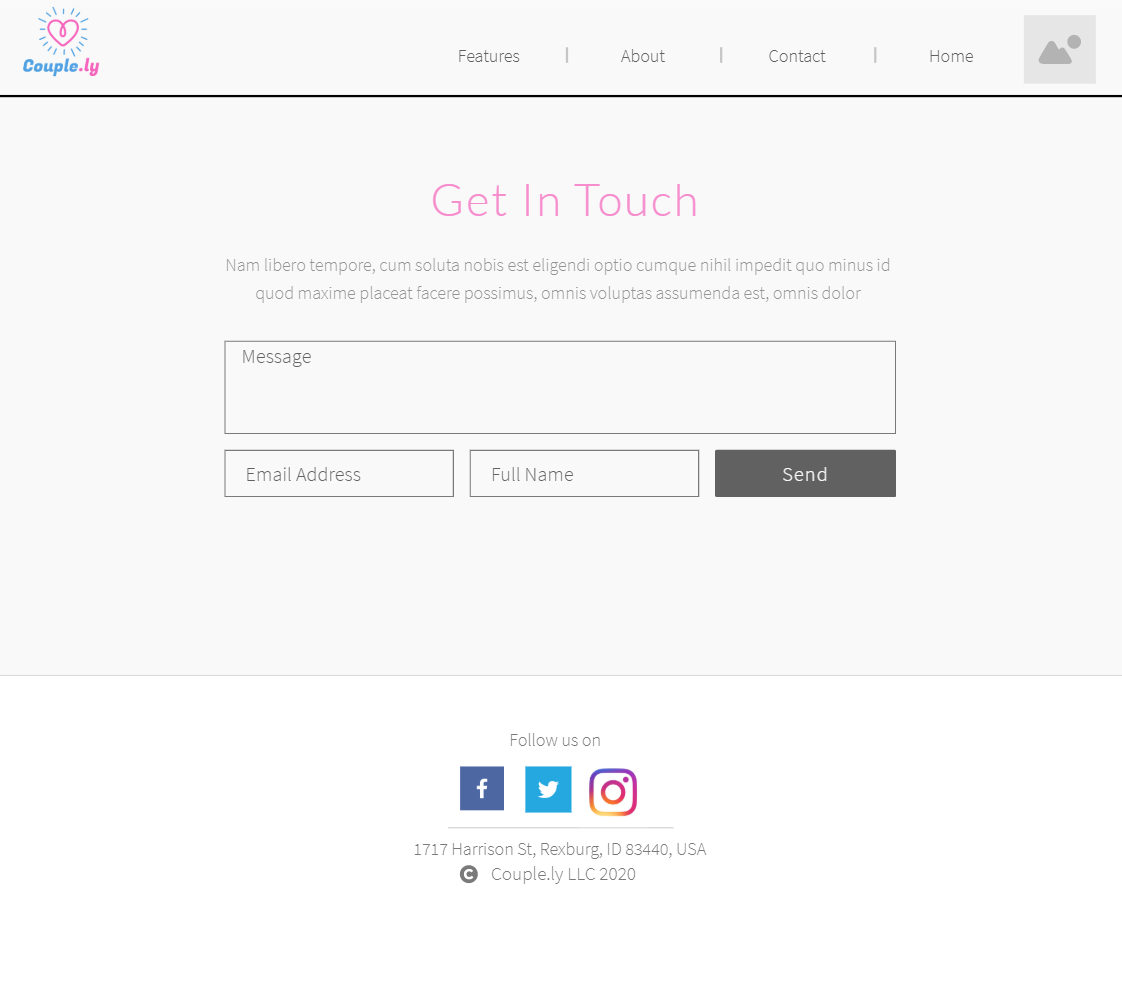 Couple.ly
Features | About | Contact | Home
Get In Touch
Nam libero tempore, cum soluta nobis est eligendi optio cumque nihil impedit quo minus id
quod maxime placeat facere possimus, omnis voluptas assumenda est, omnis dolor
Message
Email Address
Full Name
Send
Follow us on
1717 Harrison St, Rexburg, ID 83440, USA
© Couple.ly LLC 2020